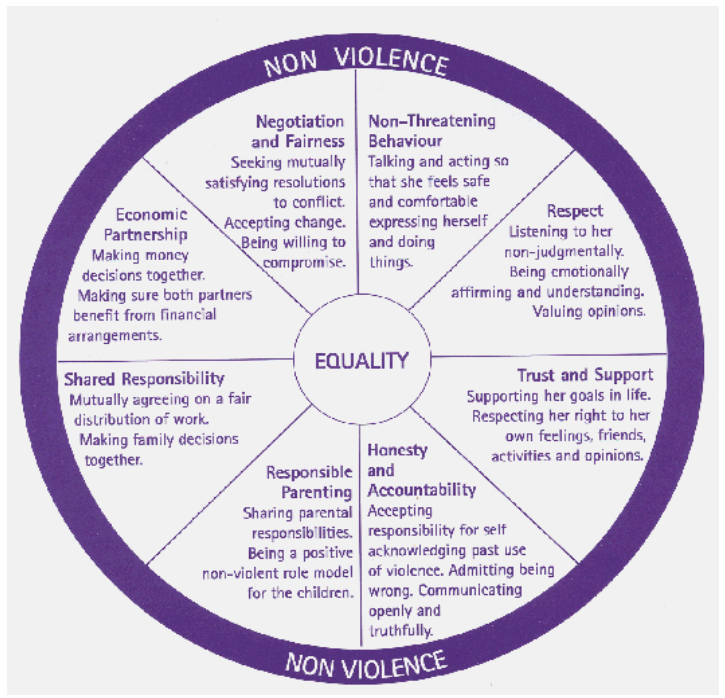 NON VIOLENCE
Negotiation
and Fairness
Seeking mutually
satisfying resolutions
to conflict.
Accepting change.
Being willing to
compromise.
Non-Threatening
Behaviour
Talking and acting so
that she feels safe
and comfortable
expressing herself
and doing
things.
Respect
Listening to her
non-judgmentally.
Being emotionally
affirming and understanding.
Valuing opinions.
Trust and Support
Supporting her goals in life.
Respecting her right to her
own feelings, friends,
activities and opinions.
Honesty
and
Accountability
Accepting
responsibility for self
acknowledging past use
of violence. Admitting being
wrong. Communicating
openly and
truthfully.
Responsible
Parenting
Sharing parental
responsibilities.
Being a positive
non-violent role model
for the children.
Shared Responsibility
Mutually agreeing on a fair
distribution of work.
Making family decisions
together.
Economic
Partnership
Making money
decisions together.
Making sure both partners
benefit from financial
arrangements.
EQUALITY
NON VIOLENCE